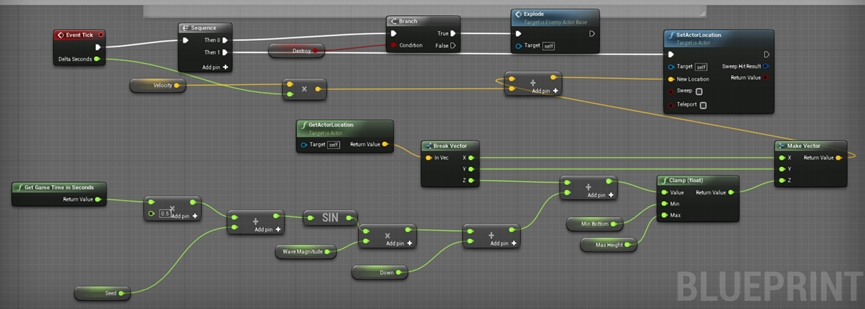 Event Tick
Delta Seconds
Sequence
Then 0
Then 1
Add pin +
Destroy
Branch
True
Condition
False
Explode
Target is Enemy Actor Base
Target self
SetActorLocation
Target is Actor
Target self
Sweep Hit Result
New Location
Return Value
Sweep
Teleport
Velocity
×
+
Add pin +
GetActorLocation
Target is Actor
Target self
Return Value
Break Vector
In Vec
X
Y
Z
Make Vector
X
Return Value
Y
Z
Get Game Time in Seconds
Return Value
×
0.5
Add pin +
+
Add pin +
SIN
Wave Magnitude
×
Add pin +
Down
+
Add pin +
+
Add pin +
Clamp (float)
Value
Return Value
Min
Max
Min Bottom
Max Height
Seed
BLUEPRINT